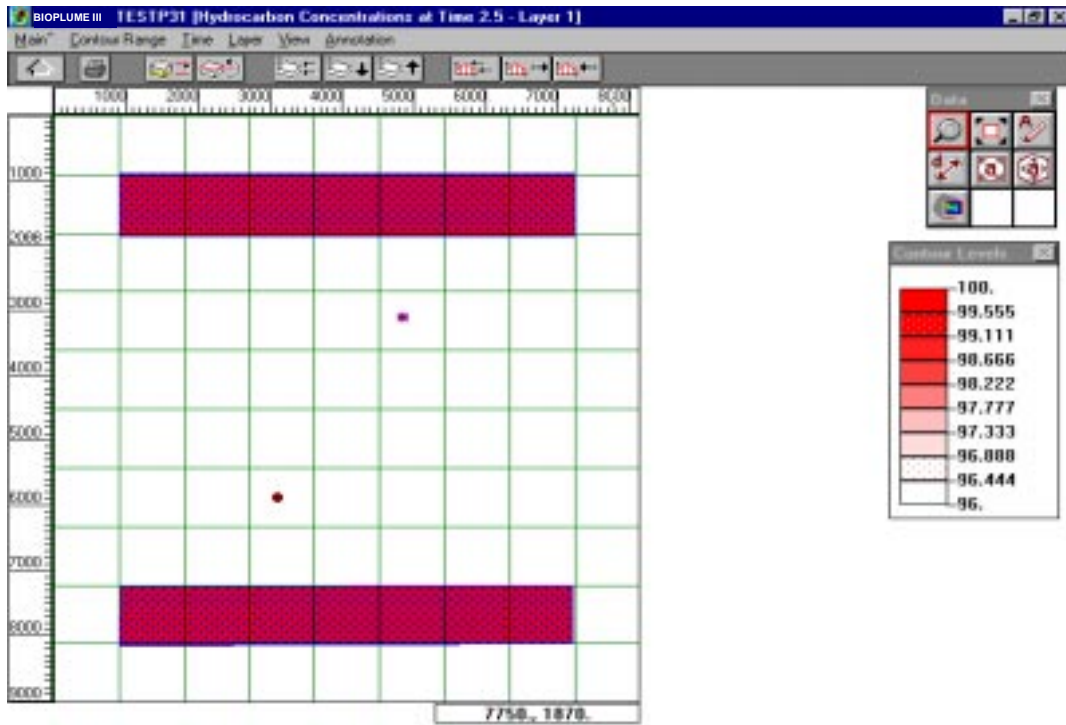 BIOPLUME III TESTP31 [Hydrocarbon Concentrations at Time 2.5 - Layer 1]
Main Contour Range Time Layer View Annotation
1000 2000 3000 4000 5000 6000 7000 8000
Data
A
d
a
a
1000
2000
3000
4000
5000
6000
7000
8000
9000
Contour Levels
100.
99.555
99.111
98.666
98.222
97.777
97.333
96.888
96.444
96.
7750., 1870.